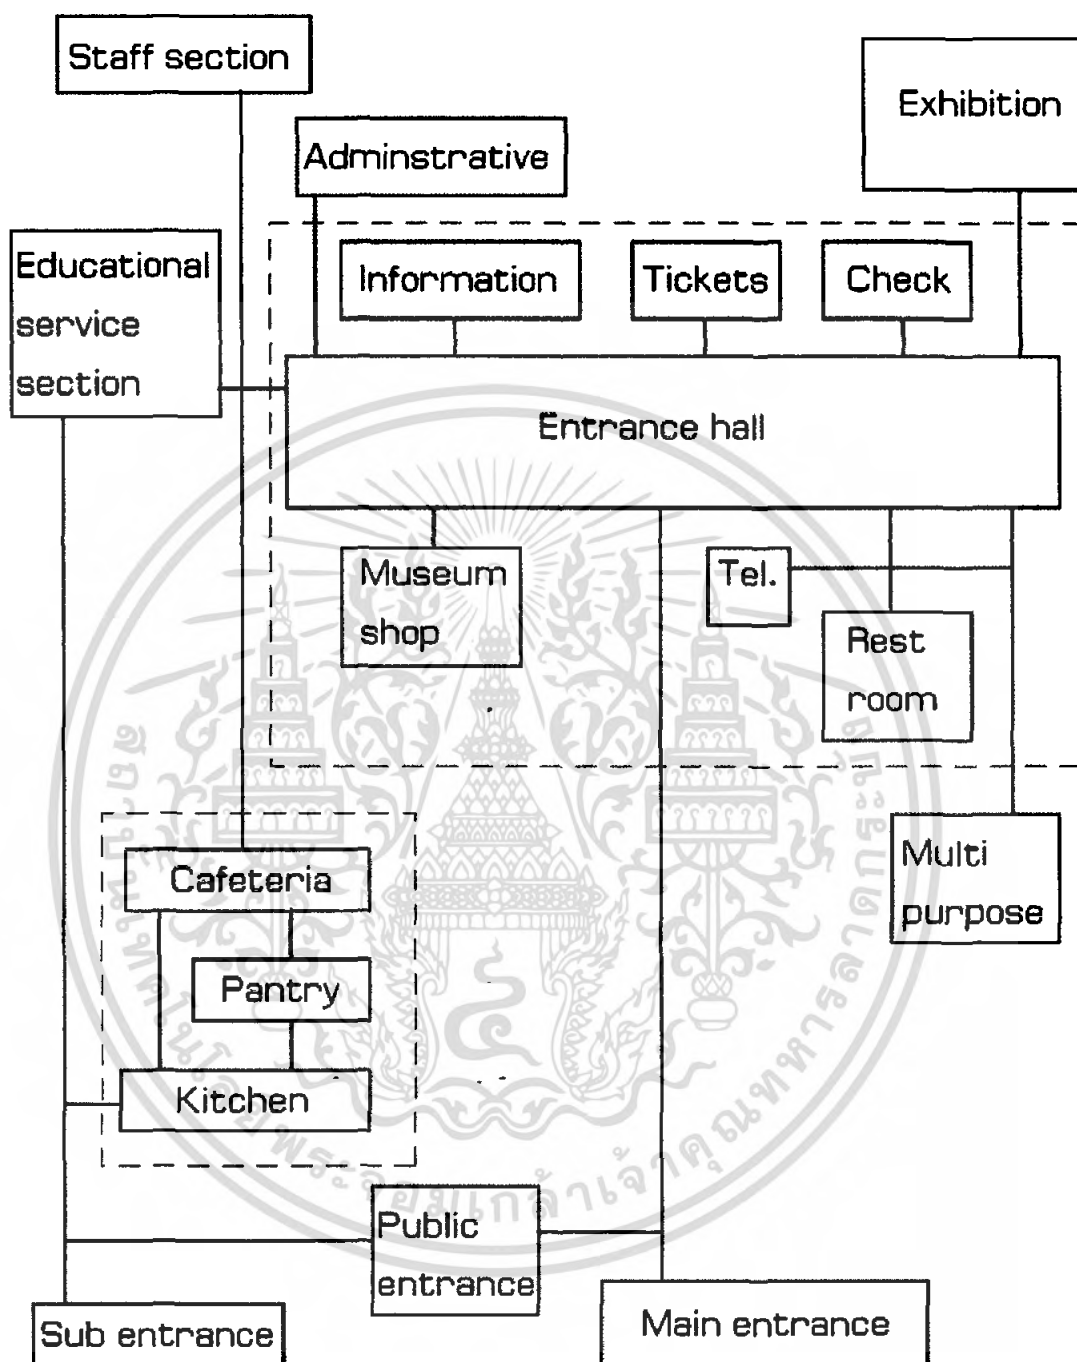 Staff section
Exhibition
Adminstrative
Educational
service
section
Information
Tickets
Check
Entrance hall
Museum
shop
Tel.
Rest
room
Cafeteria
Multi
purpose
Pantry
Kitchen
Public
entrance
Sub entrance
Main entrance